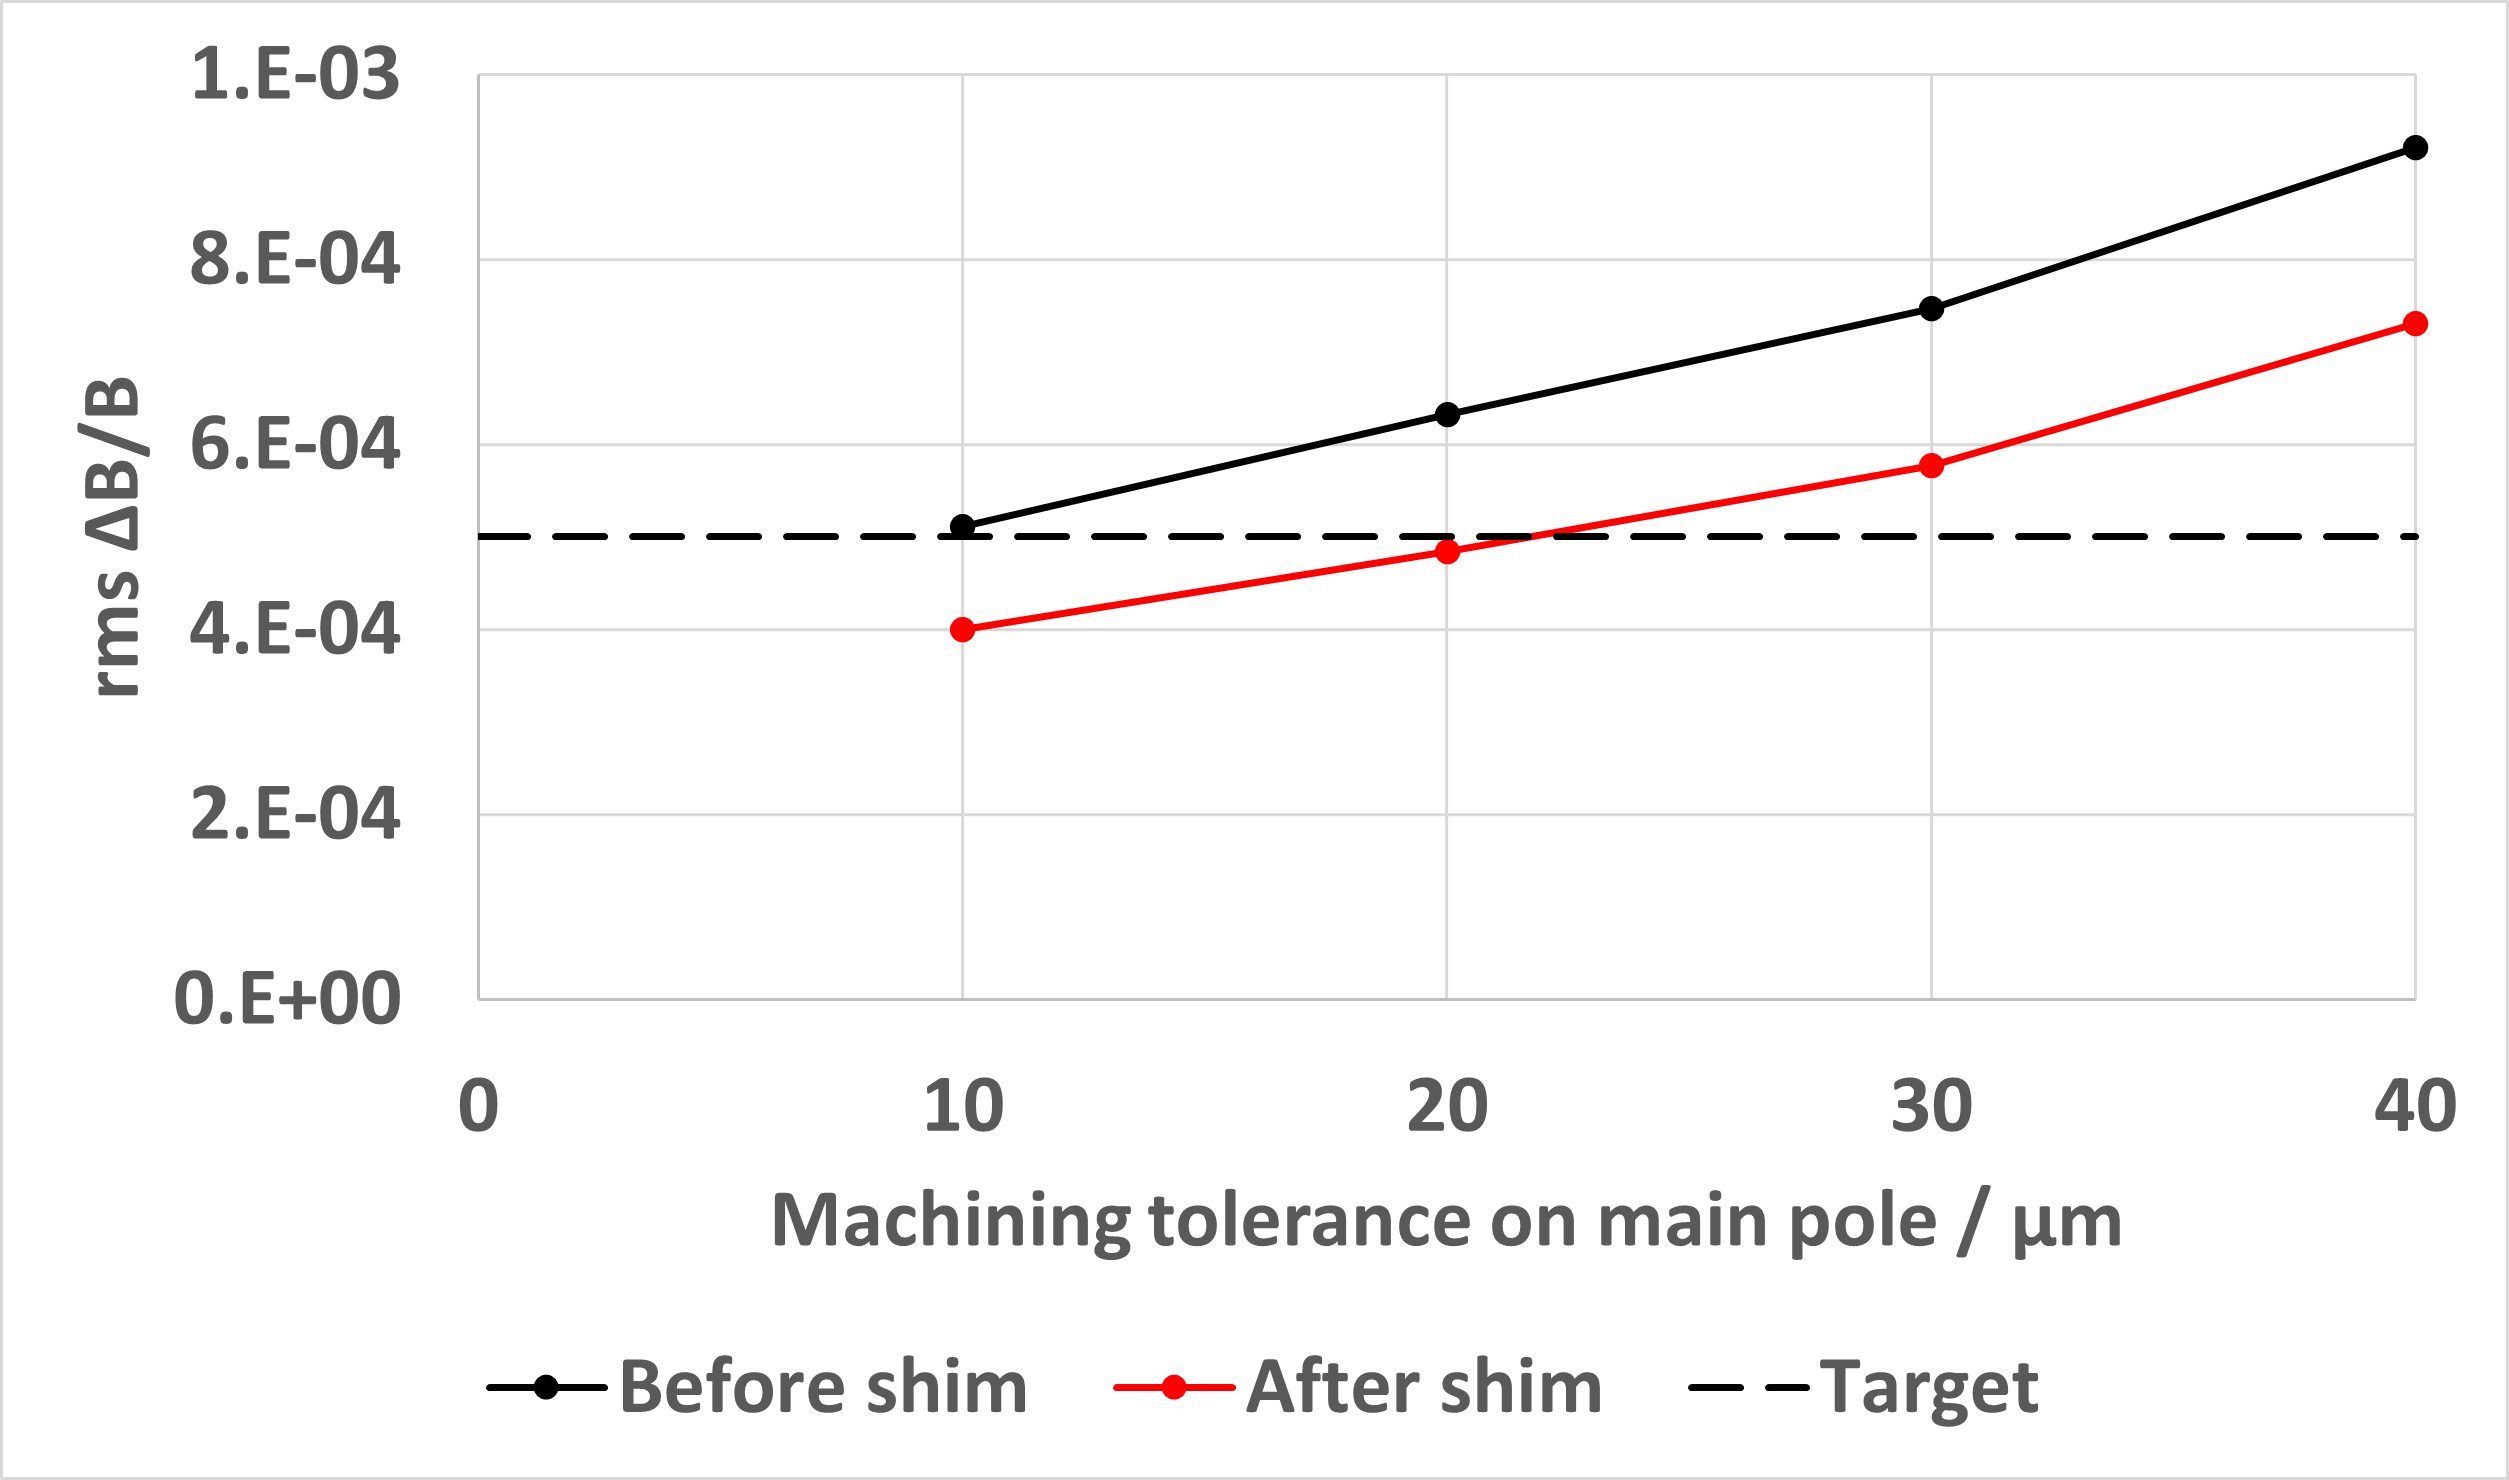 1.E-03
8.E-04
6.E-04
4.E-04
2.E-04
0.E+00
rms ΔB/B
0 10 20 30 40
Machining tolerance on main pole / μm
Before shim After shim Target